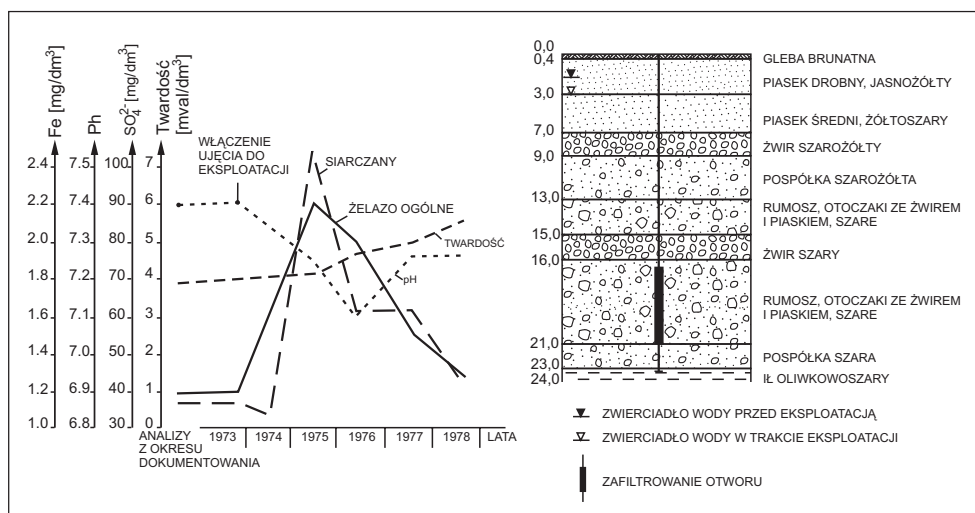 Fe [mg/dm³]
Ph
SO₄²⁻ [mg/dm³]
Twardość
[mval/dm³]
2.4
2.2
2.0
1.8
1.6
1.4
1.2
1.0
7.5
7.4
7.3
7.2
7.1
7.0
6.9
6.8
100
90
80
70
60
50
40
30
7
6
5
4
3
2
1
0
WŁĄCZENIE
UJĘCIA DO
EKSPLOATACJI
SIARCZANY
ŻELAZO OGÓLNE
TWARDOŚĆ
pH
ANALIZY
Z OKRESU
DOKUMENTOWANIA
1973
1974
1975
1976
1977
1978
LATA
0,0
0,4
3,0
7,0
9,0
13,0
15,0
16,0
21,0
23,0
24,0
GLEBA BRUNATNA
PIASEK DROBNY, JASNOŻÓŁTY
PIASEK ŚREDNI, ŻÓŁTOSZARY
ŻWIR SZAROŻÓŁTY
POSPÓŁKA SZAROŻÓŁTA
RUMOSZ, OTOCZAKI ZE ŻWIREM
I PIASKIEM, SZARE
ŻWIR SZARY
RUMOSZ, OTOCZAKI ZE ŻWIREM
I PIASKIEM, SZARE
POSPÓŁKA SZARA
IŁ OLIWKOWOSZARY
ZWIERCIADŁO WODY PRZED EKSPLOATACJĄ
ZWIERCIADŁO WODY W TRAKCIE EKSPLOATACJI
ZAFILTROWANIE OTWORU